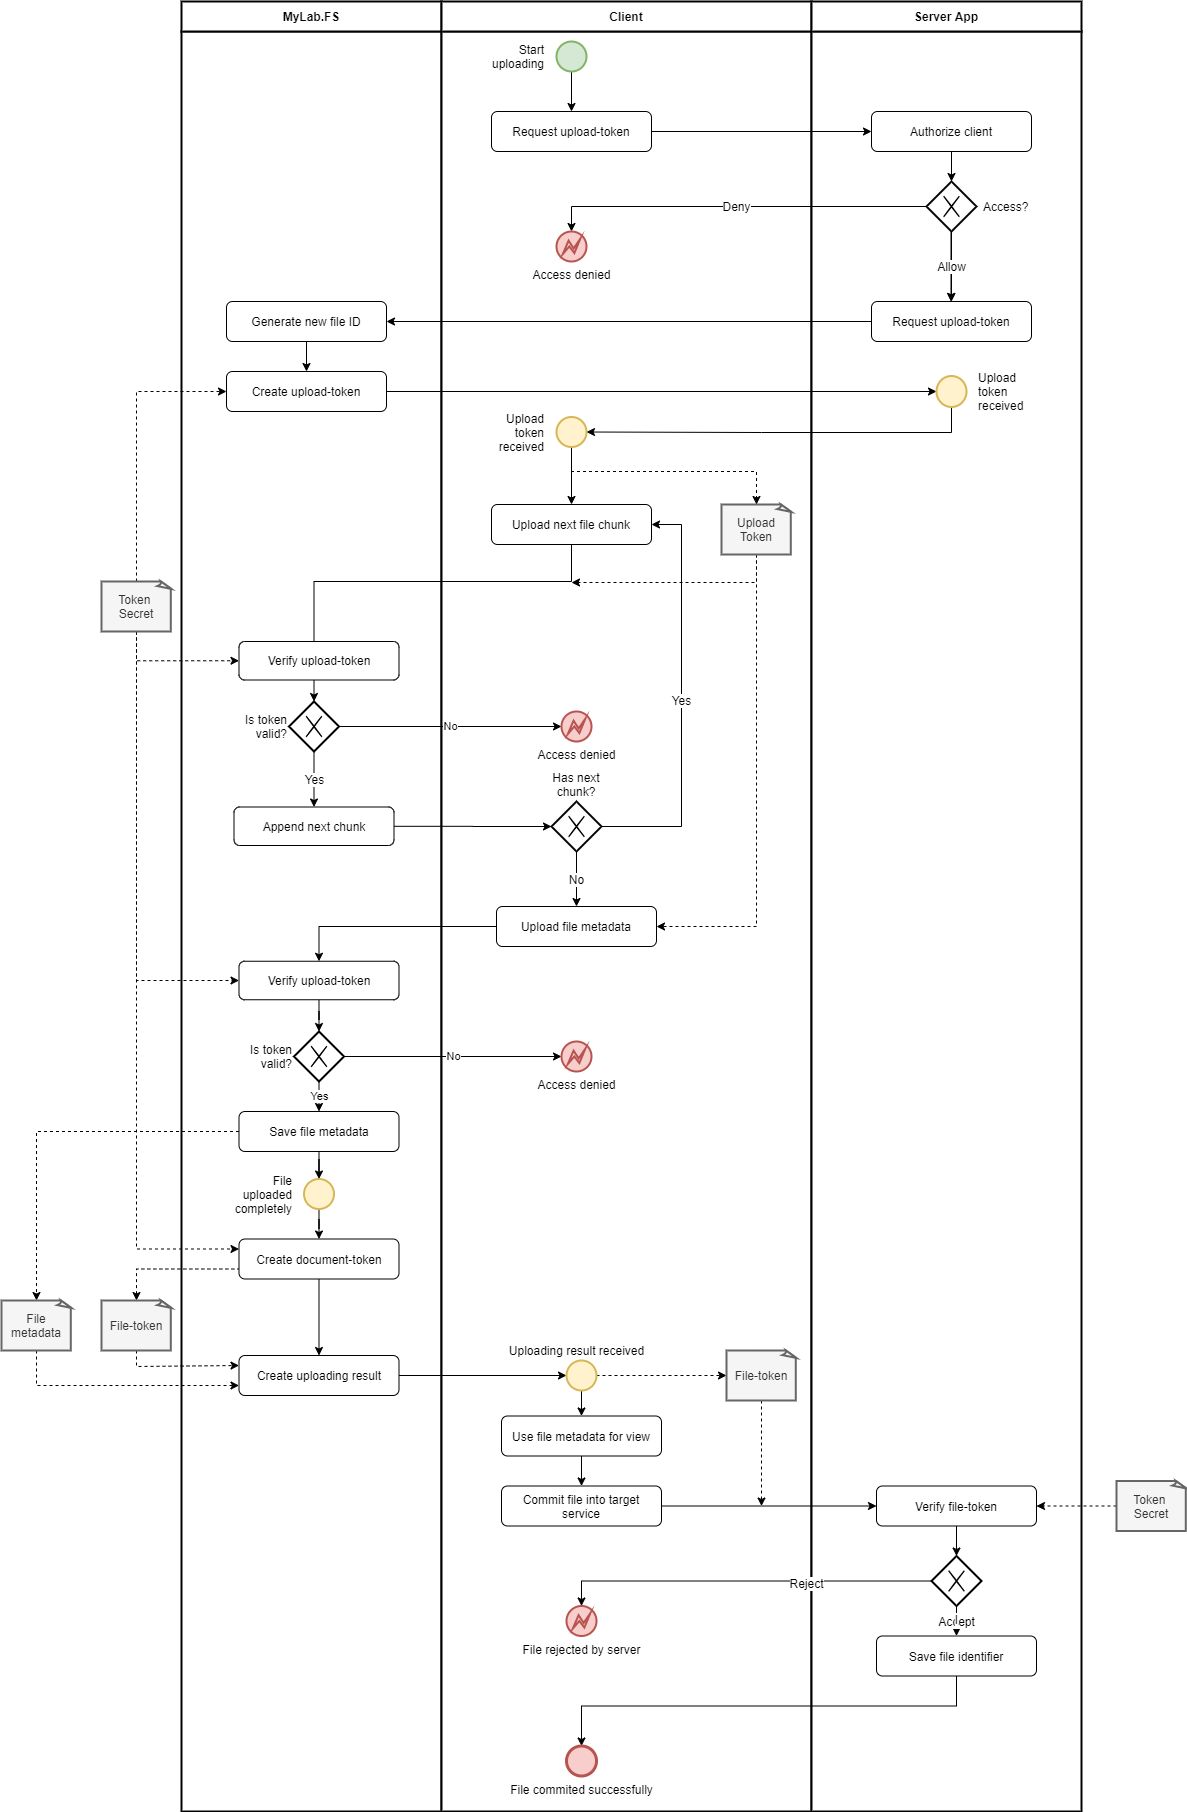 MyLab.FS
Client
Server App
Start
uploading
Request upload-token
Authorize client
Access?
Deny
Access denied
Allow
Generate new file ID
Request upload-token
Create upload-token
Upload
token
received
Upload
token
received
Upload next file chunk
Upload
Token
Token
Secret
Verify upload-token
Is token
valid?
No
Access denied
Yes
Yes
Has next
chunk?
Append next chunk
No
Upload file metadata
Verify upload-token
Is token
valid?
No
Access denied
Yes
Save file metadata
File
uploaded
completely
Create document-token
File
metadata
File-token
Create uploading result
Uploading result received
File-token
Use file metadata for view
Commit file into target
service
Verify file-token
Token
Secret
Reject
File rejected by server
Accept
Save file identifier
File commited successfully